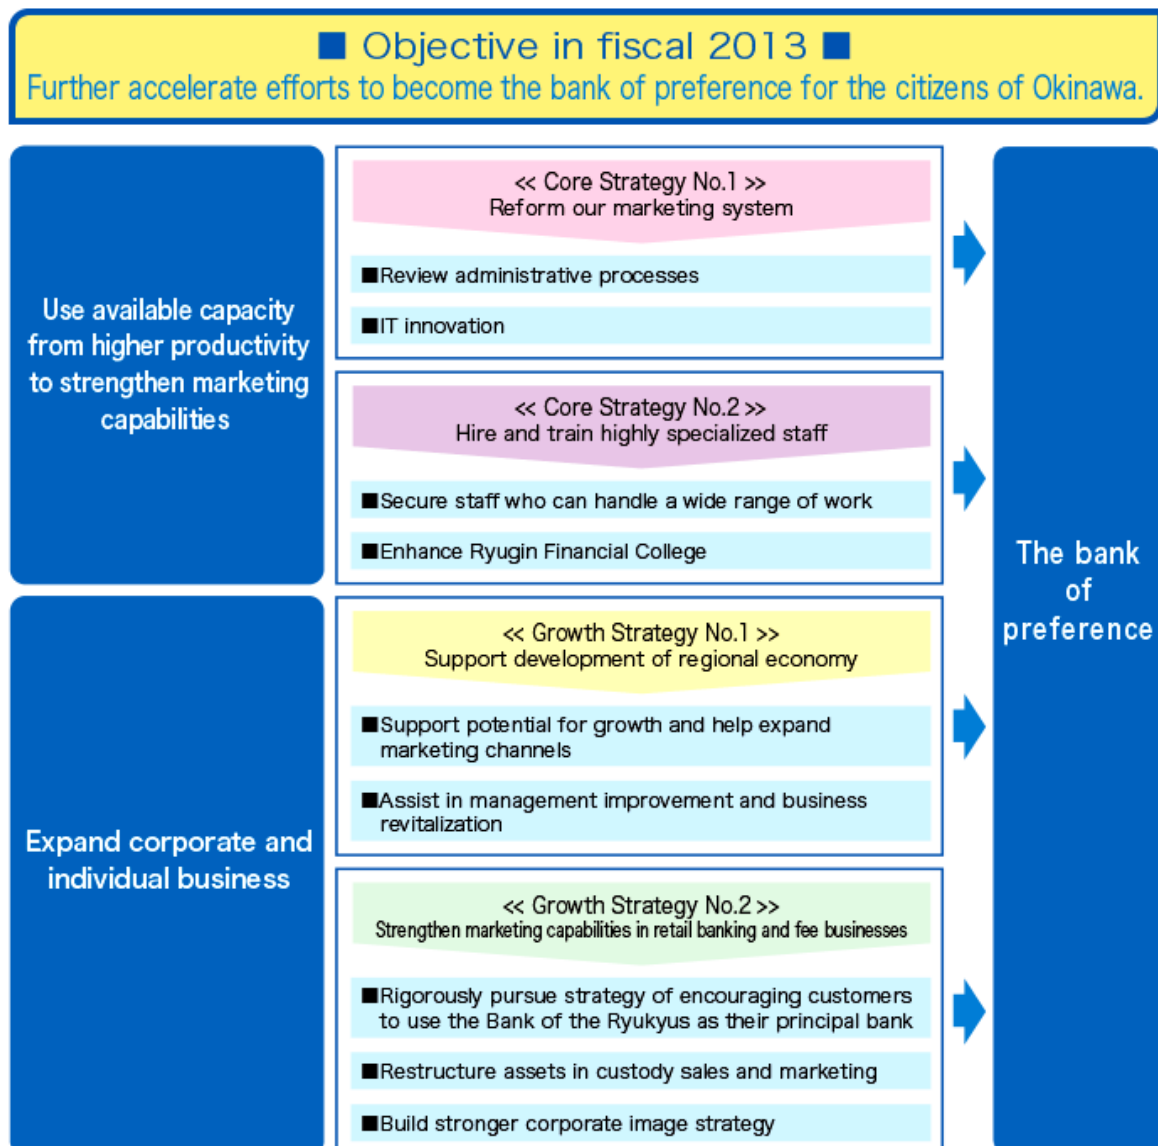 ■ Objective in fiscal 2013 ■
Further accelerate efforts to become the bank of preference for the citizens of Okinawa.
Use available capacity
from higher productivity
to strengthen marketing
capabilities
<< Core Strategy No.1 >>
Reform our marketing system
■Review administrative processes
■IT innovation
<< Core Strategy No.2 >>
Hire and train highly specialized staff
■Secure staff who can handle a wide range of work
■Enhance Ryugin Financial College
Expand corporate and
individual business
<< Growth Strategy No.1 >>
Support development of regional economy
■Support potential for growth and help expand
marketing channels
■Assist in management improvement and business
revitalization
<< Growth Strategy No.2 >>
Strengthen marketing capabilities in retail banking and fee businesses
■Rigorously pursue strategy of encouraging customers
to use the Bank of the Ryukyus as their principal bank
■Restructure assets in custody sales and marketing
■Build stronger corporate image strategy
The bank
of
preference